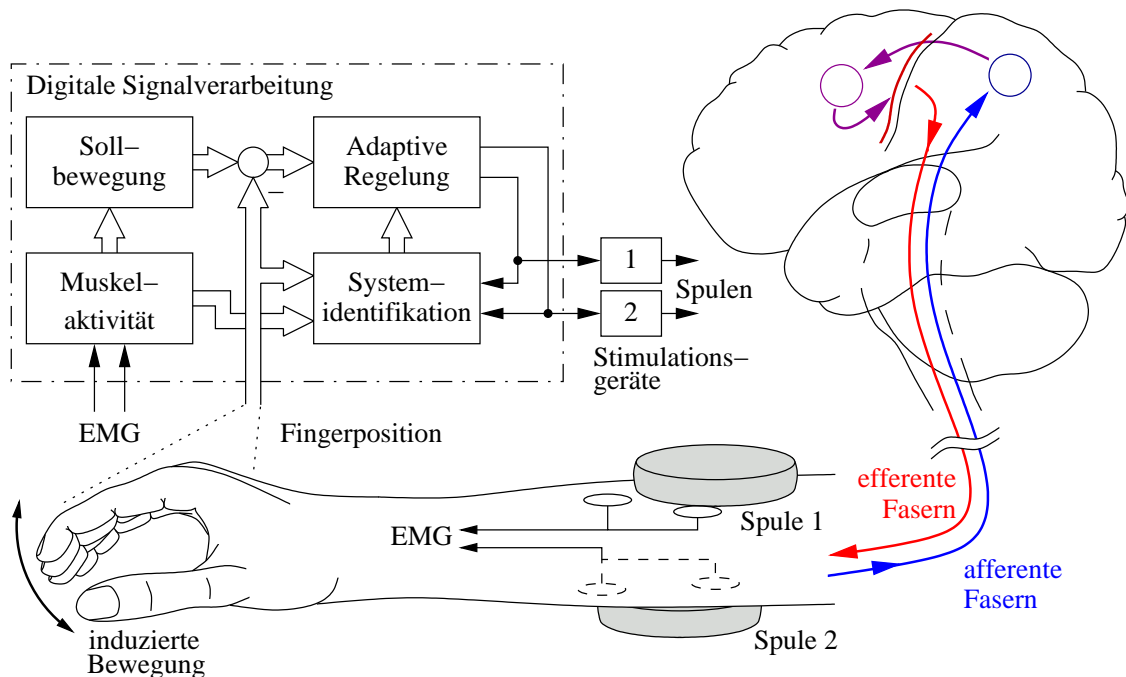 Digitale Signalverarbeitung
Soll–
bewegung
Adaptive
Regelung
–
Muskel–
aktivität
System–
identifikation
1
Spulen
2
Stimulations–
geräte
EMG
Fingerposition
efferente
Fasern
Spule 1
EMG
afferente
Fasern
induzierte
Bewegung
Spule 2